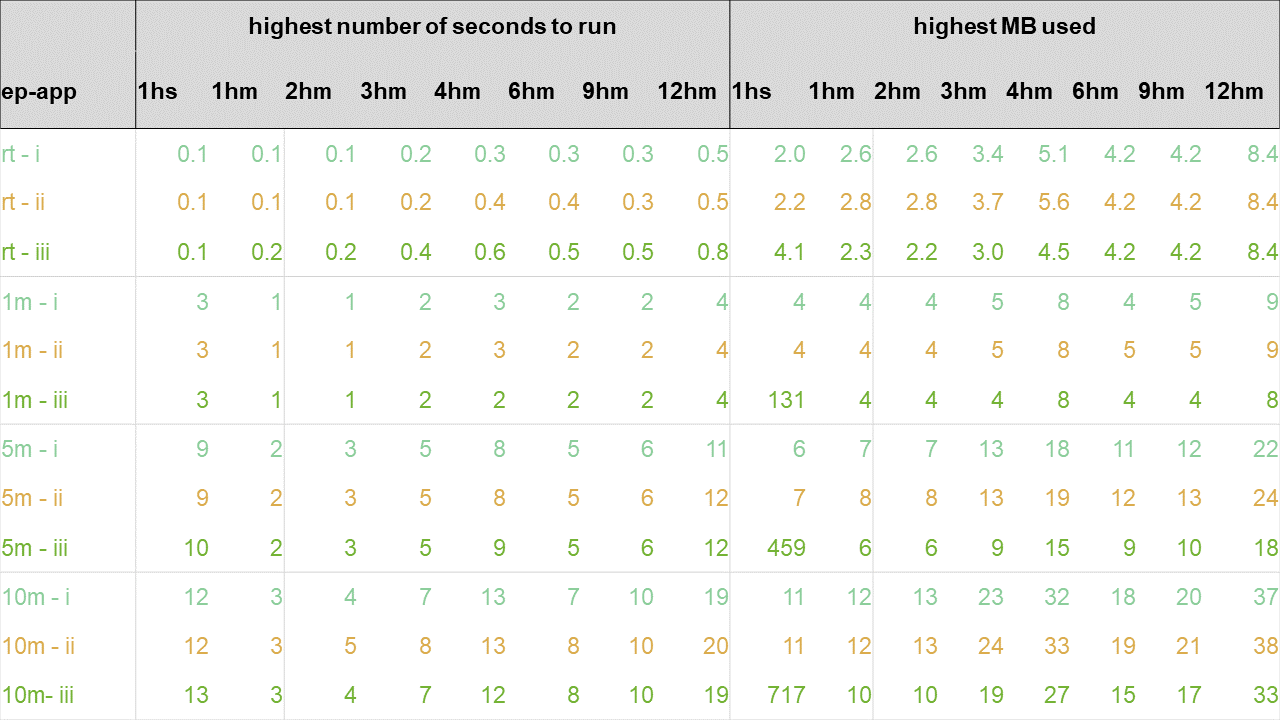 highest number of seconds to run highest MB used
ep-app 1hs 1hm 2hm 3hm 4hm 6hm 9hm 12hm 1hs 1hm 2hm 3hm 4hm 6hm 9hm 12hm
rt - i 0.1 0.1 0.1 0.2 0.3 0.3 0.3 0.5 2.0 2.6 2.6 3.4 5.1 4.2 4.2 8.4
rt - ii 0.1 0.1 0.1 0.2 0.4 0.4 0.3 0.5 2.2 2.8 2.8 3.7 5.6 4.2 4.2 8.4
rt - iii 0.1 0.2 0.2 0.4 0.6 0.5 0.5 0.8 4.1 2.3 2.2 3.0 4.5 4.2 4.2 8.4
1m - i 3 1 1 2 3 2 2 4 4 4 4 5 8 4 5 9
1m - ii 3 1 1 2 3 2 2 4 4 4 4 5 8 5 5 9
1m - iii 3 1 1 2 2 2 2 4 131 4 4 4 8 4 4 8
5m - i 9 2 3 5 8 5 6 11 6 7 7 13 18 11 12 22
5m - ii 9 2 3 5 8 5 6 12 7 8 8 13 19 12 13 24
5m - iii 10 2 3 5 9 5 6 12 459 6 6 9 15 9 10 18
10m - i 12 3 4 7 13 7 10 19 11 12 13 23 32 18 20 37
10m - ii 12 3 5 8 13 8 10 20 11 12 13 24 33 19 21 38
10m- iii 13 3 4 7 12 8 10 19 717 10 10 19 27 15 17 33